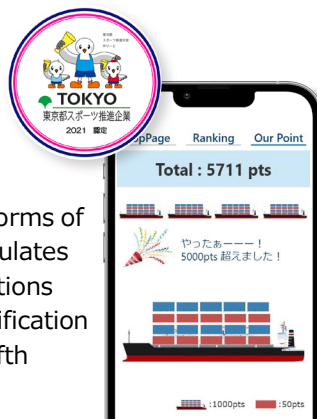 TOKYO
東京都スポーツ推進企業
2021 認定
pPage Ranking Our Point
Total : 5711 pts
やったぁーーー！
5000pts 超えました！
:1000pts :50pts
orms of
ulates
tions
ification
fth